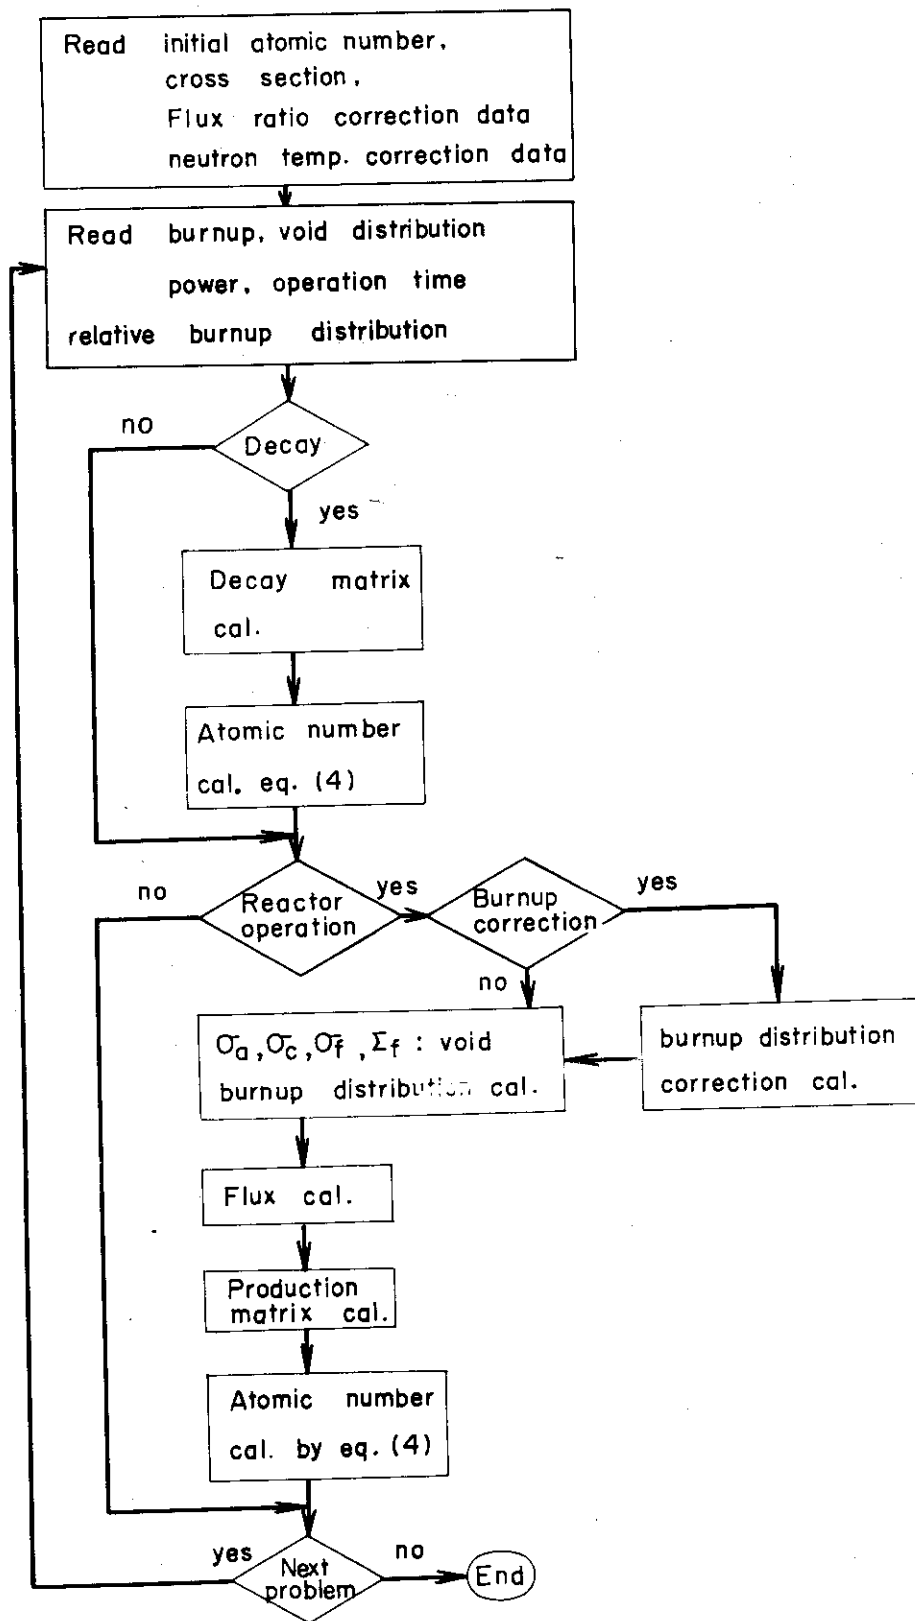 Read initial atomic number,
cross section,
Flux ratio correction data
neutron temp. correction data
Read burnup, void distribution
power, operation time
relative burnup distribution
no
Decay
yes
Decay matrix
cal.
Atomic number
cal. eq. (4)
no
Reactor
operation
yes
Burnup
correction
yes
no
σa, σc, σf, Σf : void
burnup distribution cal.
burnup distribution
correction cal.
Flux cal.
Production
matrix cal.
Atomic number
cal. by eq. (4)
yes
Next
problem
no
End